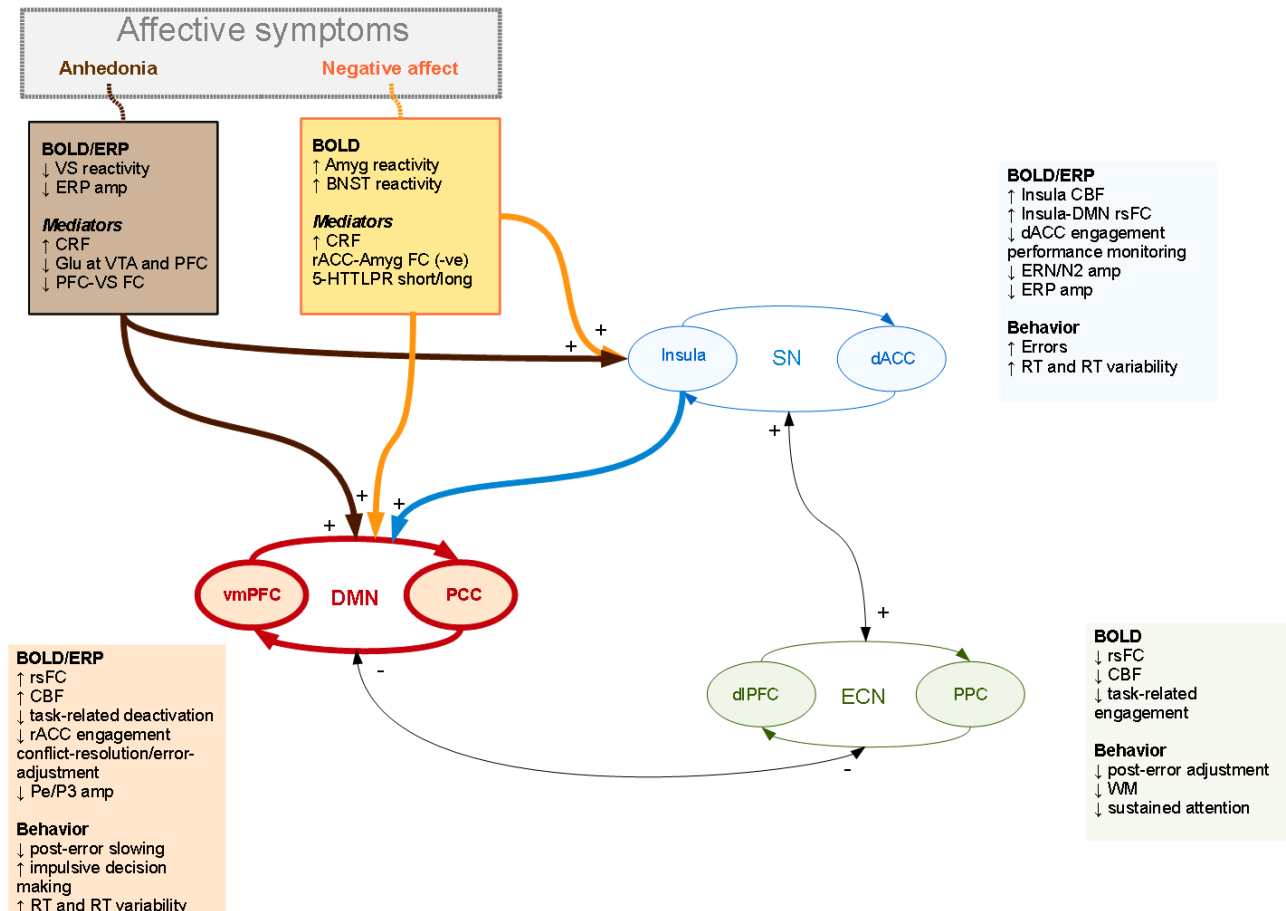 Affective symptoms
Anhedonia
Negative affect
BOLD/ERP
↓ VS reactivity
↓ ERP amp
Mediators
↑ CRF
↓ Glu at VTA and PFC
↓ PFC-VS FC
BOLD
↑ Amyg reactivity
↑ BNST reactivity
Mediators
↑ CRF
rACC-Amyg FC (-ve)
5-HTTLPR short/long
BOLD/ERP
↑ Insula CBF
↑ Insula-DMN rsFC
↓ dACC engagement
performance monitoring
↓ ERN/N2 amp
↓ ERP amp
Behavior
↑ Errors
↑ RT and RT variability
+
+
Insula
SN
dACC
+
+
+
+
vmPFC
DMN
PCC
-
+
dlPFC
ECN
PPC
-
BOLD/ERP
↑ rsFC
↑ CBF
↓ task-related deactivation
↓ rACC engagement
conflict-resolution/error-
adjustment
↓ Pe/P3 amp
Behavior
↓ post-error slowing
↑ impulsive decision
making
↑ RT and RT variability
BOLD
↓ rsFC
↓ CBF
↓ task-related
engagement
Behavior
↓ post-error adjustment
↓ WM
↓ sustained attention